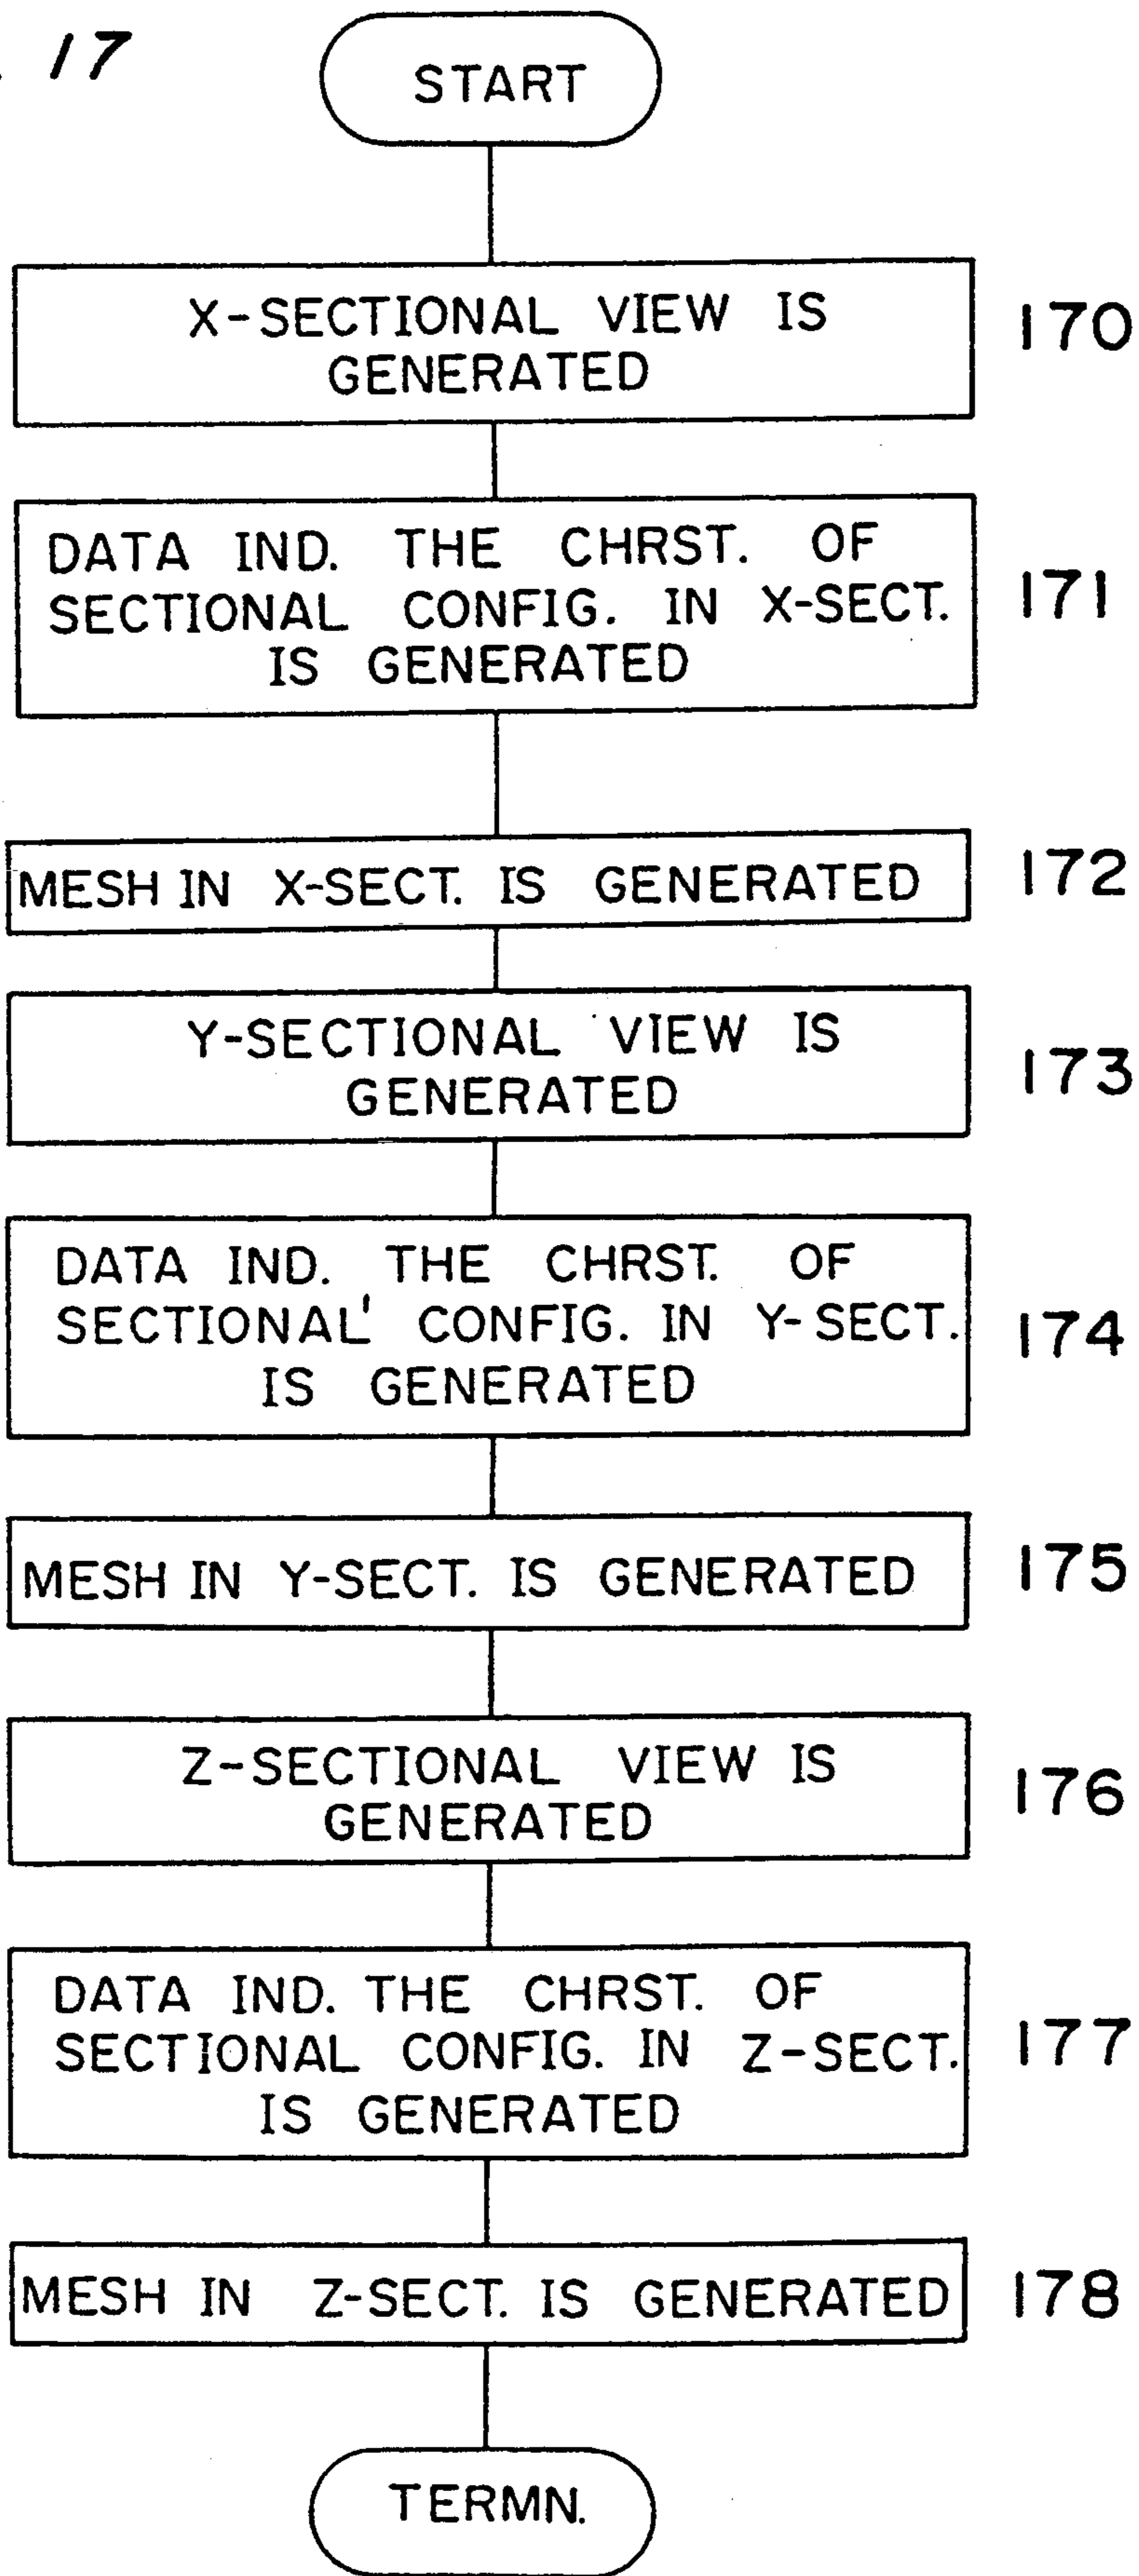 17
START
X-SECTIONAL VIEW IS
GENERATED
170
DATA IND. THE CHRST. OF
SECTIONAL CONFIG. IN X-SECT.
IS GENERATED
171
MESH IN X-SECT. IS GENERATED
172
Y-SECTIONAL VIEW IS
GENERATED
173
DATA IND. THE CHRST. OF
SECTIONAL CONFIG. IN Y-SECT.
IS GENERATED
174
MESH IN Y-SECT. IS GENERATED
175
Z-SECTIONAL VIEW IS
GENERATED
176
DATA IND. THE CHRST. OF
SECTIONAL CONFIG. IN Z-SECT.
IS GENERATED
177
MESH IN Z-SECT. IS GENERATED
178
TERMN.